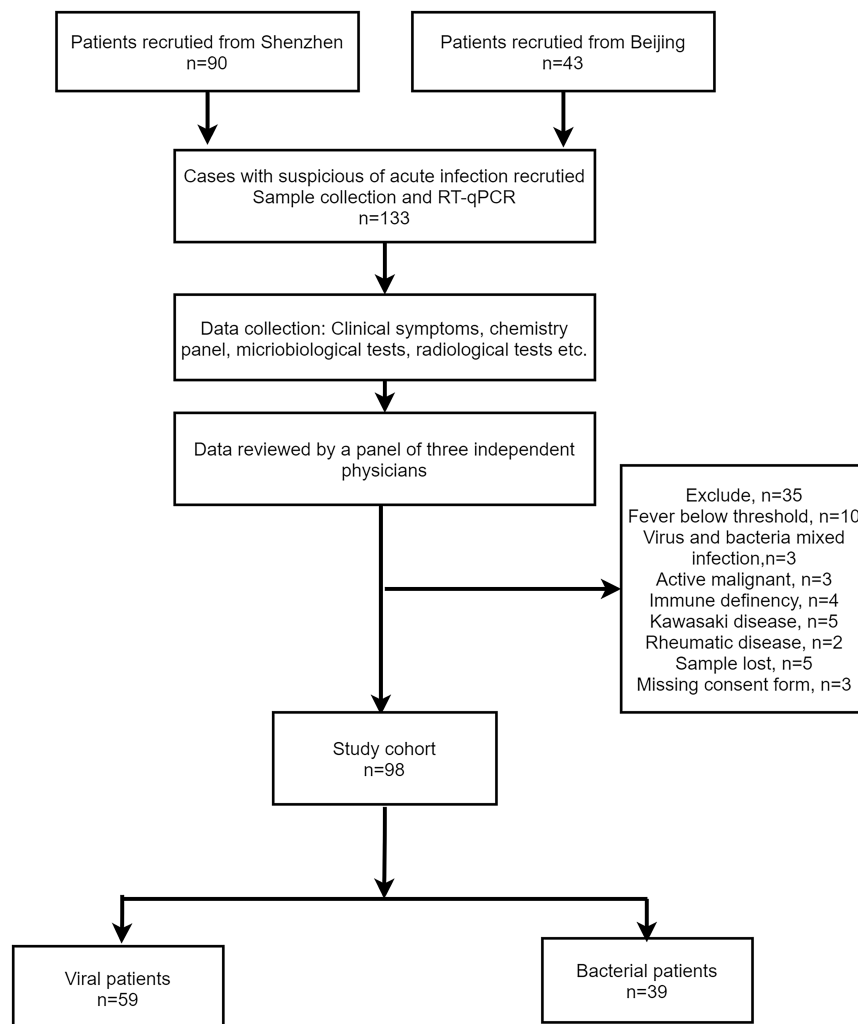 Patients recrutied from Shenzhen
n=90
Patients recrutied from Beijing
n=43
Cases with suspicious of acute infection recrutied
Sample collection and RT-qPCR
n=133
Data collection: Clinical symptoms, chemistry
panel, micriobiological tests, radiological tests etc.
Data reviewed by a panel of three independent
physicians
Exclude, n=35
Fever below threshold, n=10
Virus and bacteria mixed
infection,n=3
Active malignant, n=3
Immune definency, n=4
Kawasaki disease, n=5
Rheumatic disease, n=2
Sample lost, n=5
Missing consent form, n=3
Study cohort
n=98
Viral patients
n=59
Bacterial patients
n=39